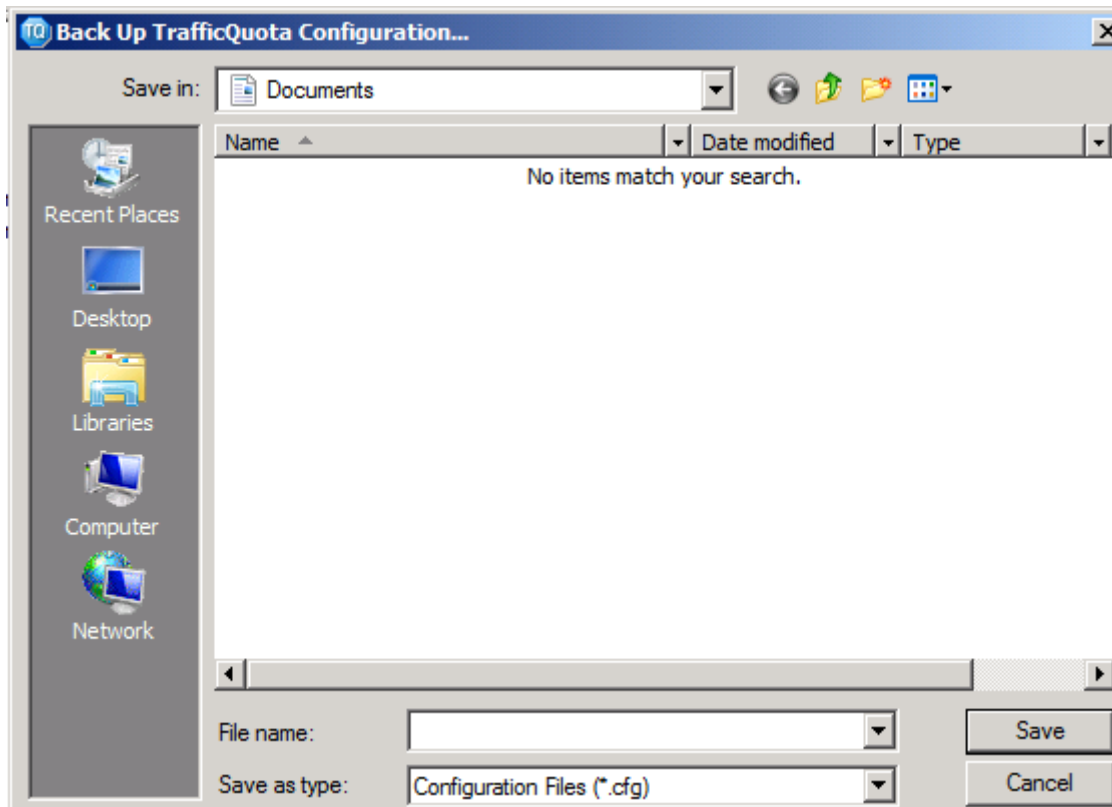 TQ Back Up TrafficQuota Configuration...
Save in: Documents
Name Date modified Type
No items match your search.
Recent Places
Desktop
Libraries
Computer
Network
File name: Save
Save as type: Configuration Files (*.cfg) Cancel